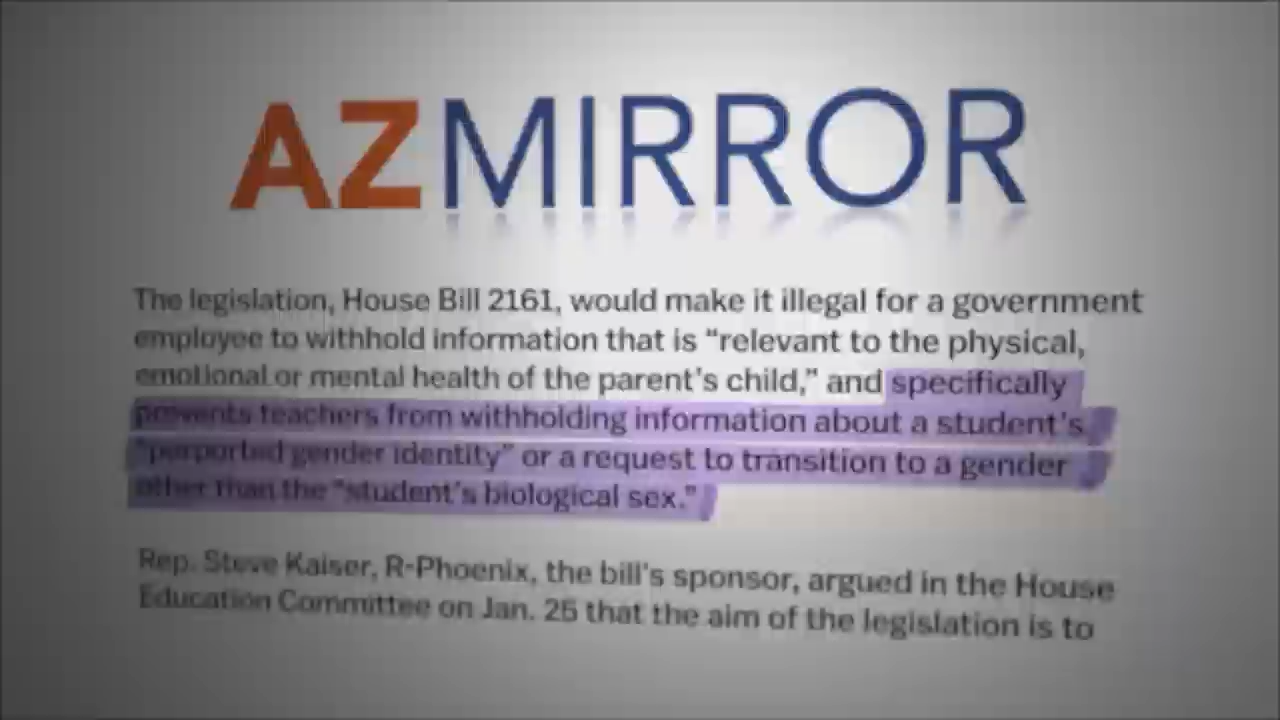 AZMIRROR
The legislation, House Bill 2161, would make it illegal for a government
employee to withhold information that is “relevant to the physical,
emotional or mental health of the parent’s child,” and specifically
prevents teachers from withholding information about a student’s
“purported gender identity” or a request to transition to a gender
other than the “student’s biological sex.”
Rep. Steve Kaiser, R-Phoenix, the bill’s sponsor, argued in the House
Education Committee on Jan. 25 that the aim of the legislation is to